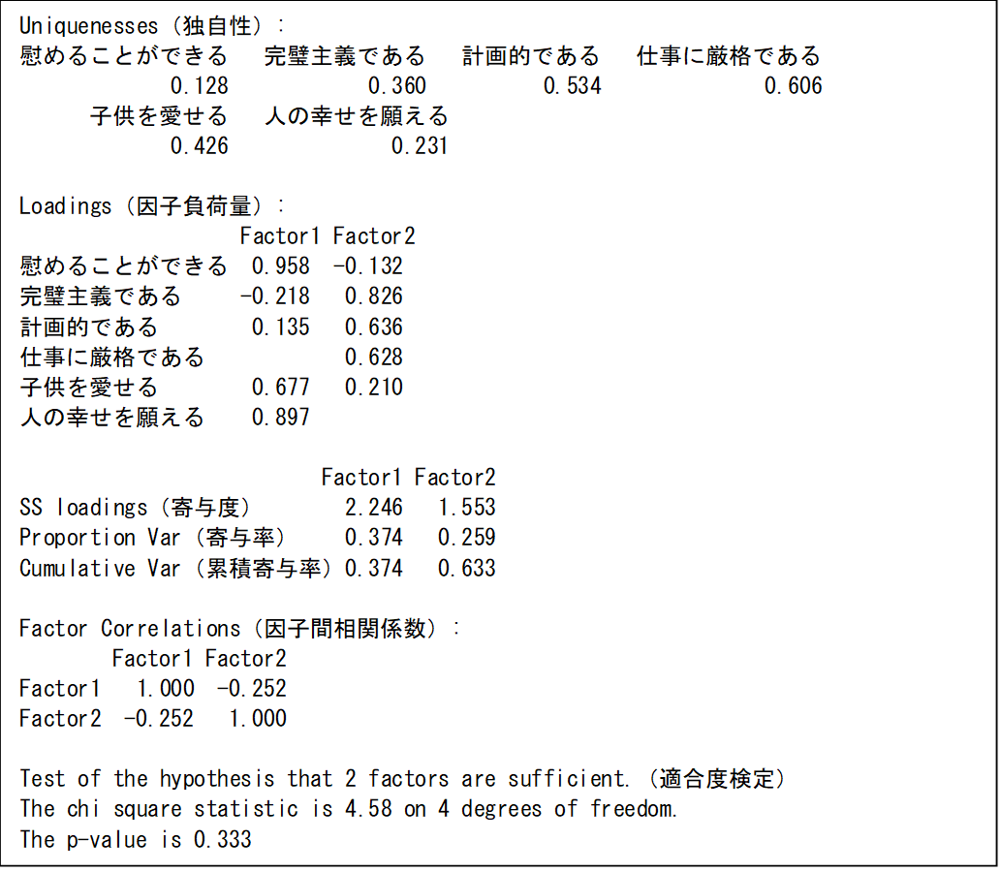 Uniquenesses（独自性）:
慰めることができる 完璧主義である 計画的である 仕事に厳格である
0.128 0.360 0.534 0.606
子供を愛せる 人の幸せを願える
0.426 0.231
Loadings（因子負荷量）:
Factor1 Factor2
慰めることができる 0.958 -0.132
完璧主義である -0.218 0.826
計画的である 0.135 0.636
仕事に厳格である 0.628
子供を愛せる 0.677 0.210
人の幸せを願える 0.897
Factor1 Factor2
SS loadings（寄与度） 2.246 1.553
Proportion Var（寄与率） 0.374 0.259
Cumulative Var（累積寄与率）0.374 0.633
Factor Correlations（因子間相関係数）:
Factor1 Factor2
Factor1 1.000 -0.252
Factor2 -0.252 1.000
Test of the hypothesis that 2 factors are sufficient.（適合度検定）
The chi square statistic is 4.58 on 4 degrees of freedom.
The p-value is 0.333